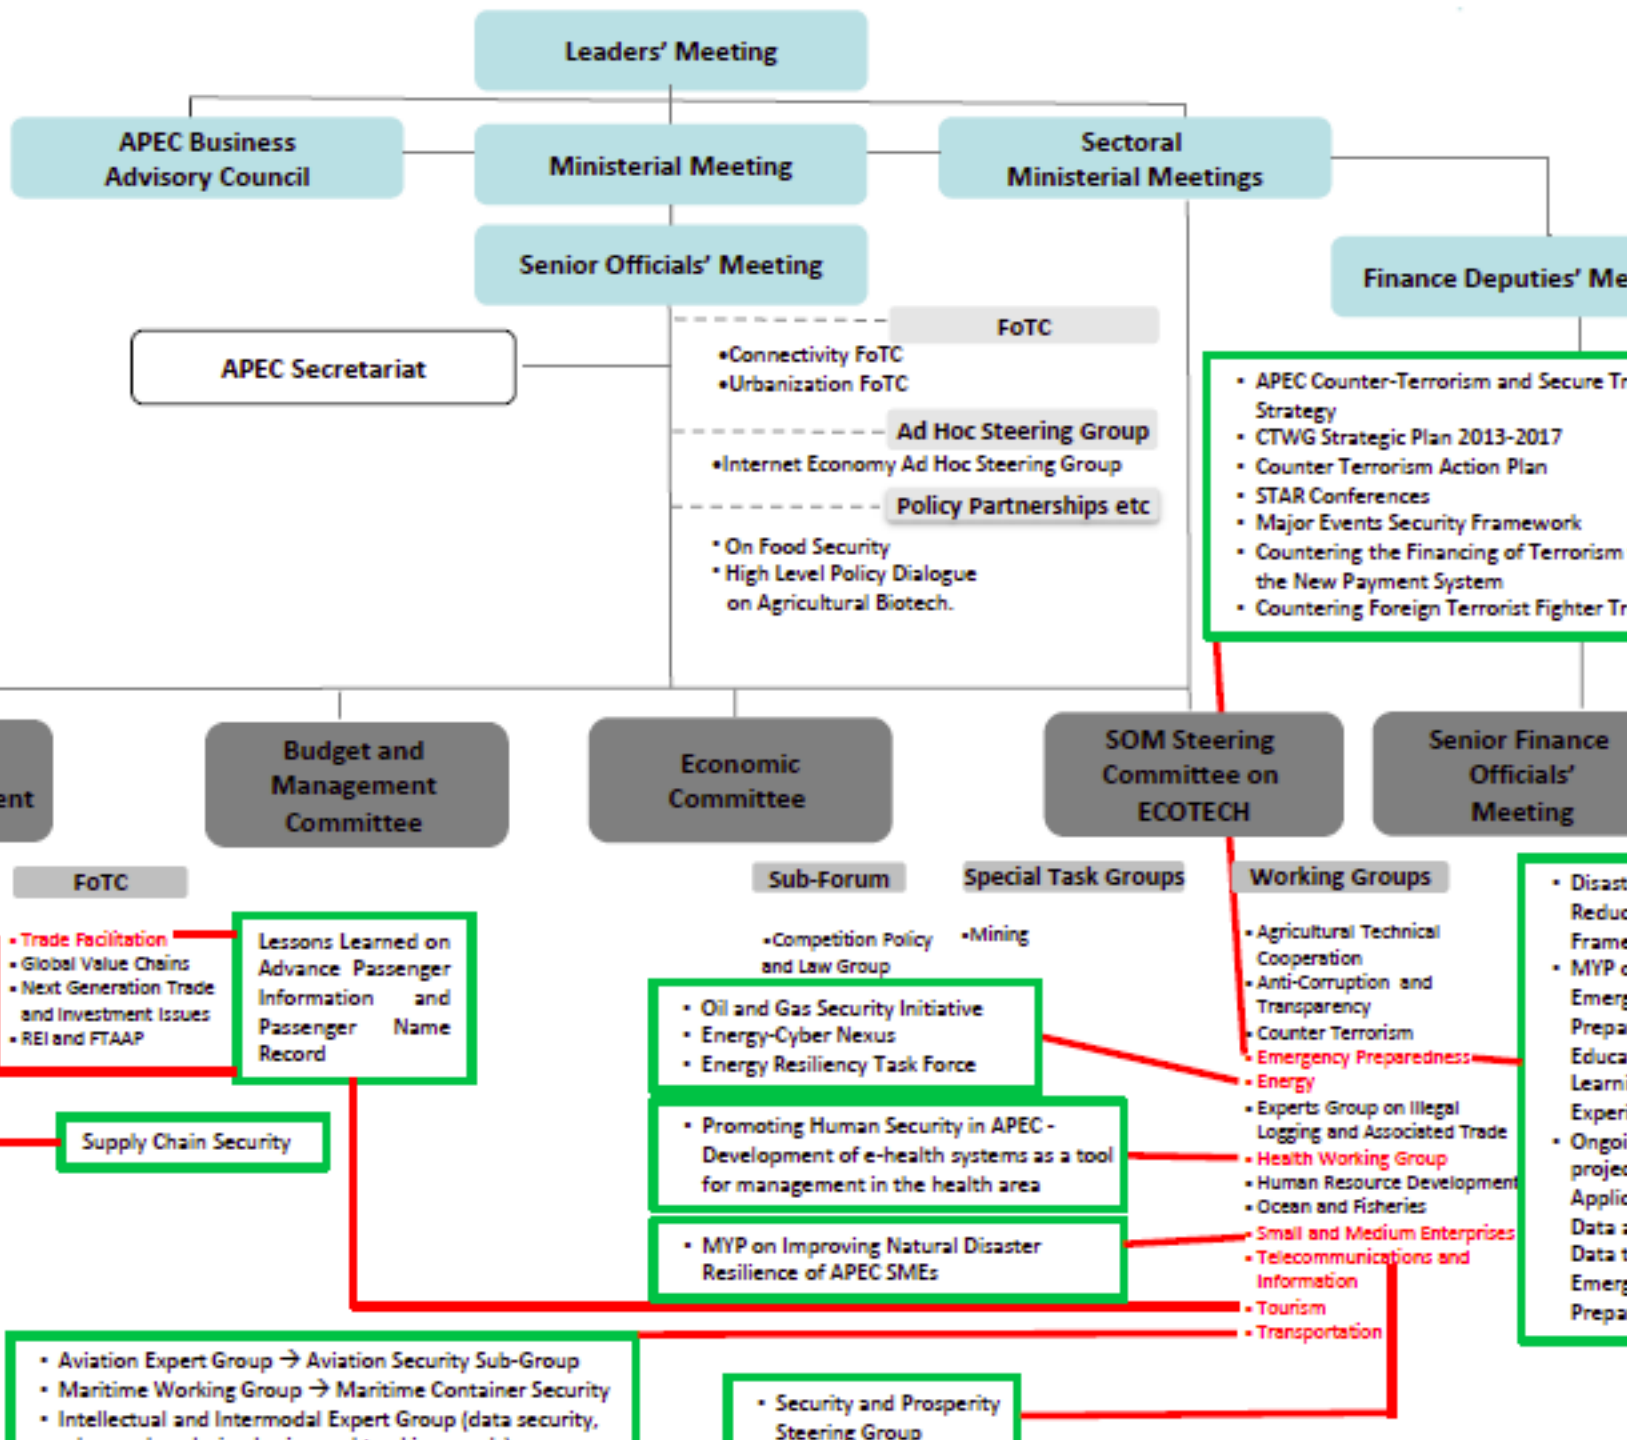 Leaders’ Meeting
APEC Business
Advisory Council
Ministerial Meeting
Sectoral
Ministerial Meetings
Senior Officials’ Meeting
Finance Deputies’ Me
APEC Secretariat
FoTC
•Connectivity FoTC
•Urbanization FoTC
Ad Hoc Steering Group
•Internet Economy Ad Hoc Steering Group
Policy Partnerships etc
▪ On Food Security
▪ High Level Policy Dialogue
on Agricultural Biotech.
▪ APEC Counter-Terrorism and Secure Tr
Strategy
▪ CTWG Strategic Plan 2013-2017
▪ Counter Terrorism Action Plan
▪ STAR Conferences
▪ Major Events Security Framework
▪ Countering the Financing of Terrorism
the New Payment System
▪ Countering Foreign Terrorist Fighter Tr
ent
Budget and
Management
Committee
Economic
Committee
SOM Steering
Committee on
ECOTECH
Senior Finance
Officials’
Meeting
FoTC
▪ Trade Facilitation
▪ Global Value Chains
▪ Next Generation Trade
and Investment Issues
▪ REI and FTAAP
Lessons Learned on
Advance Passenger
Information and
Passenger Name
Record
Supply Chain Security
Sub-Forum
▪Competition Policy
and Law Group
Special Task Groups
▪Mining
Working Groups
▪ Agricultural Technical
Cooperation
▪ Anti-Corruption and
Transparency
▪ Counter Terrorism
▪ Emergency Preparedness
▪ Energy
▪ Experts Group on Illegal
Logging and Associated Trade
▪ Health Working Group
▪ Human Resource Development
▪ Ocean and Fisheries
▪ Small and Medium Enterprises
▪ Telecommunications and
Information
▪ Tourism
▪ Transportation
▪ Oil and Gas Security Initiative
▪ Energy-Cyber Nexus
▪ Energy Resiliency Task Force
▪ Promoting Human Security in APEC -
Development of e-health systems as a tool
for management in the health area
▪ MYP on Improving Natural Disaster
Resilience of APEC SMEs
▪ Disast
Reduc
Frame
▪ MYP o
Emerg
Prepa
Educa
Learni
Experi
▪ Ongoi
projec
Applic
Data a
Data t
Emerg
Prepa
▪ Aviation Expert Group → Aviation Security Sub-Group
▪ Maritime Working Group → Maritime Container Security
▪ Intellectual and Intermodal Expert Group (data security,
▪ Security and Prosperity
Steering Group